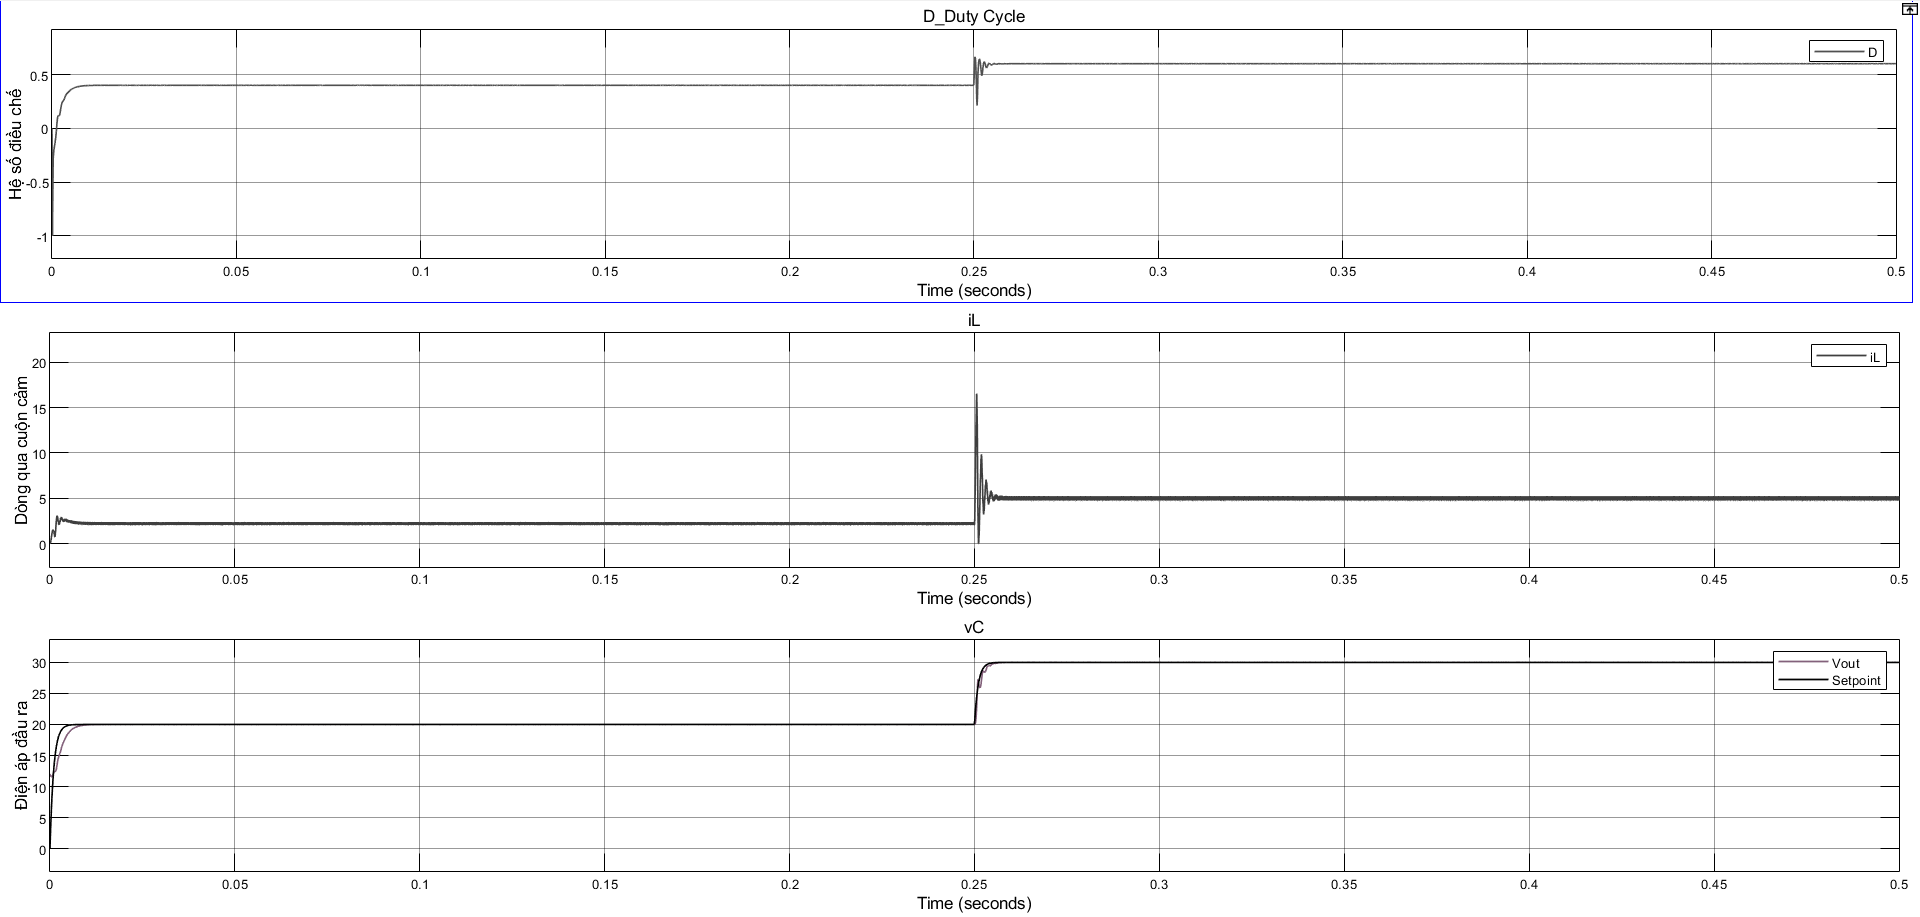 D_Duty Cycle
Hệ số điều chế
0.5
0
-0.5
-1
D
0 0.05 0.1 0.15 0.2 0.25 0.3 0.35 0.4 0.45 0.5
Time (seconds)
iL
Dòng qua cuộn cảm
20
15
10
5
0
iL
0 0.05 0.1 0.15 0.2 0.25 0.3 0.35 0.4 0.45 0.5
Time (seconds)
vC
Điện áp đầu ra
30
25
20
15
10
5
0
Vout
Setpoint
0 0.05 0.1 0.15 0.2 0.25 0.3 0.35 0.4 0.45 0.5
Time (seconds)